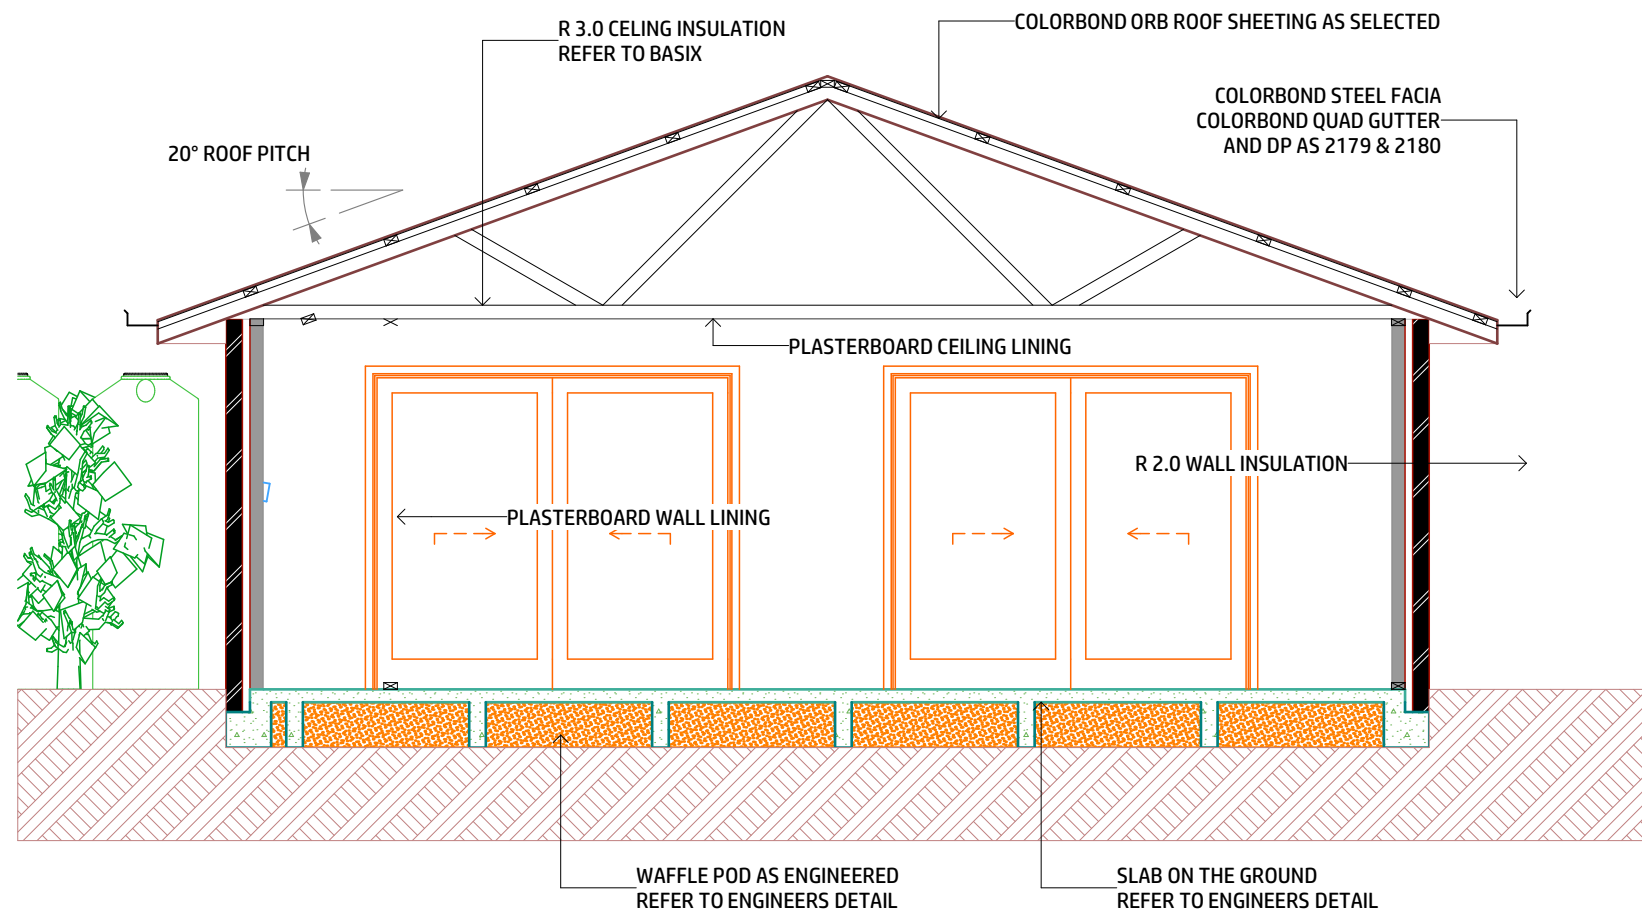 R 3.0 CELING INSULATION
REFER TO BASIX
COLORBOND ORB ROOF SHEETING AS SELECTED
COLORBOND STEEL FACIA
COLORBOND QUAD GUTTER
AND DP AS 2179 & 2180
20° ROOF PITCH
PLASTERBOARD CEILING LINING
R 2.0 WALL INSULATION
PLASTERBOARD WALL LINING
WAFFLE POD AS ENGINEERED
REFER TO ENGINEERS DETAIL
SLAB ON THE GROUND
REFER TO ENGINEERS DETAIL